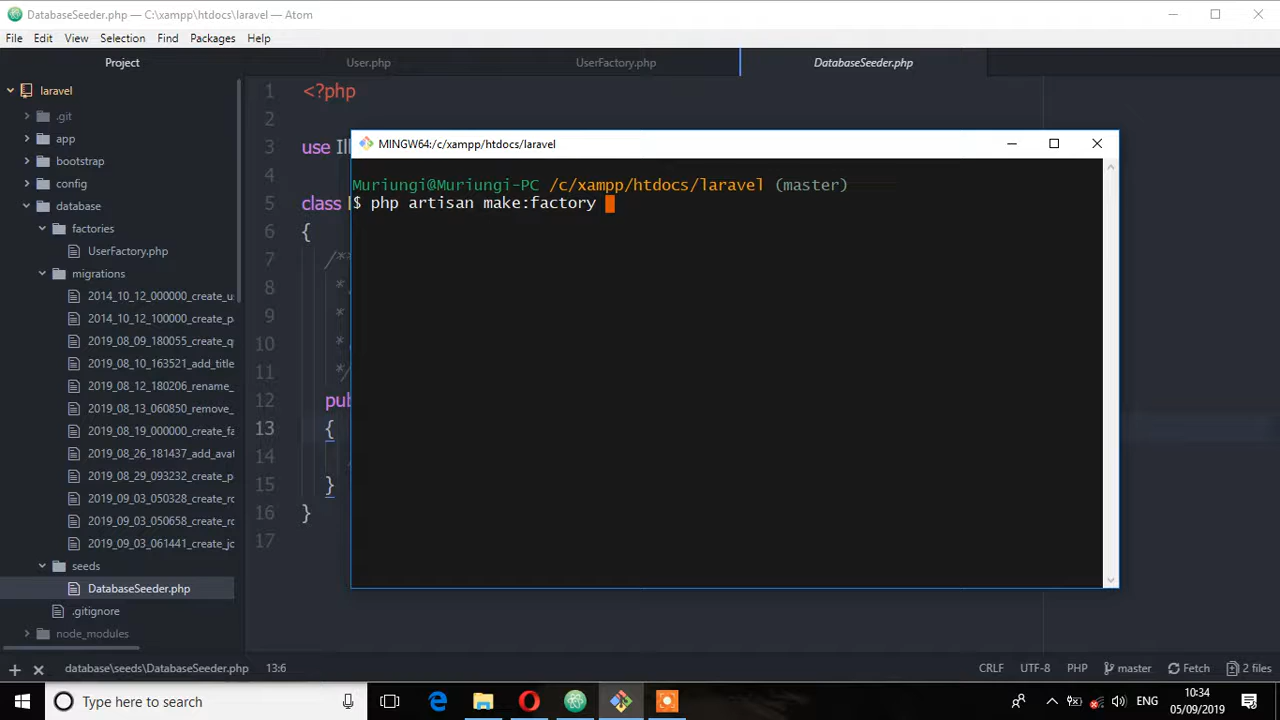 DatabaseSeeder.php — C:\xampp\htdocs\laravel — Atom
File Edit View Selection Find Packages Help
Project User.php UserFactory.php DatabaseSeeder.php
laravel
.git
app
bootstrap
config
database
factories
UserFactory.php
migrations
2014_10_12_000000_create_u
2014_10_12_100000_create_p
2019_08_09_180055_create_q
2019_08_10_163521_add_title
2019_08_12_180206_rename_
2019_08_13_060850_remove_
2019_08_19_000000_create_fa
2019_08_26_181437_add_ava
2019_08_29_093232_create_p
2019_09_03_050328_create_ro
2019_09_03_050658_create_ro
2019_09_03_061441_create_jo
seeds
DatabaseSeeder.php
.gitignore
node_modules
1 <?php
2
3 use Il
4
5 class
6 {
7 /**
8 *
9 *
10 *
11 */
12 pub
13 {
14
15 }
16 }
17
MINGW64:/c/xampp/htdocs/laravel
Muriungi@Muriungi-PC /c/xampp/htdocs/laravel (master)
$ php artisan make:factory
database\seeds\DatabaseSeeder.php 13:6 CRLF UTF-8 PHP master Fetch 2 files
Type here to search
ENG
10:34
05/09/2019